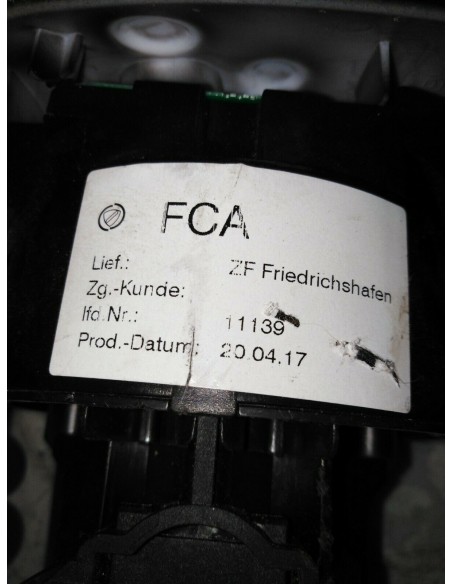 FCA
Lief.: ZF Friedrichshafen
Zg.-Kunde:
lfd.Nr.: 11139
Prod.-Datum: 20.04.17